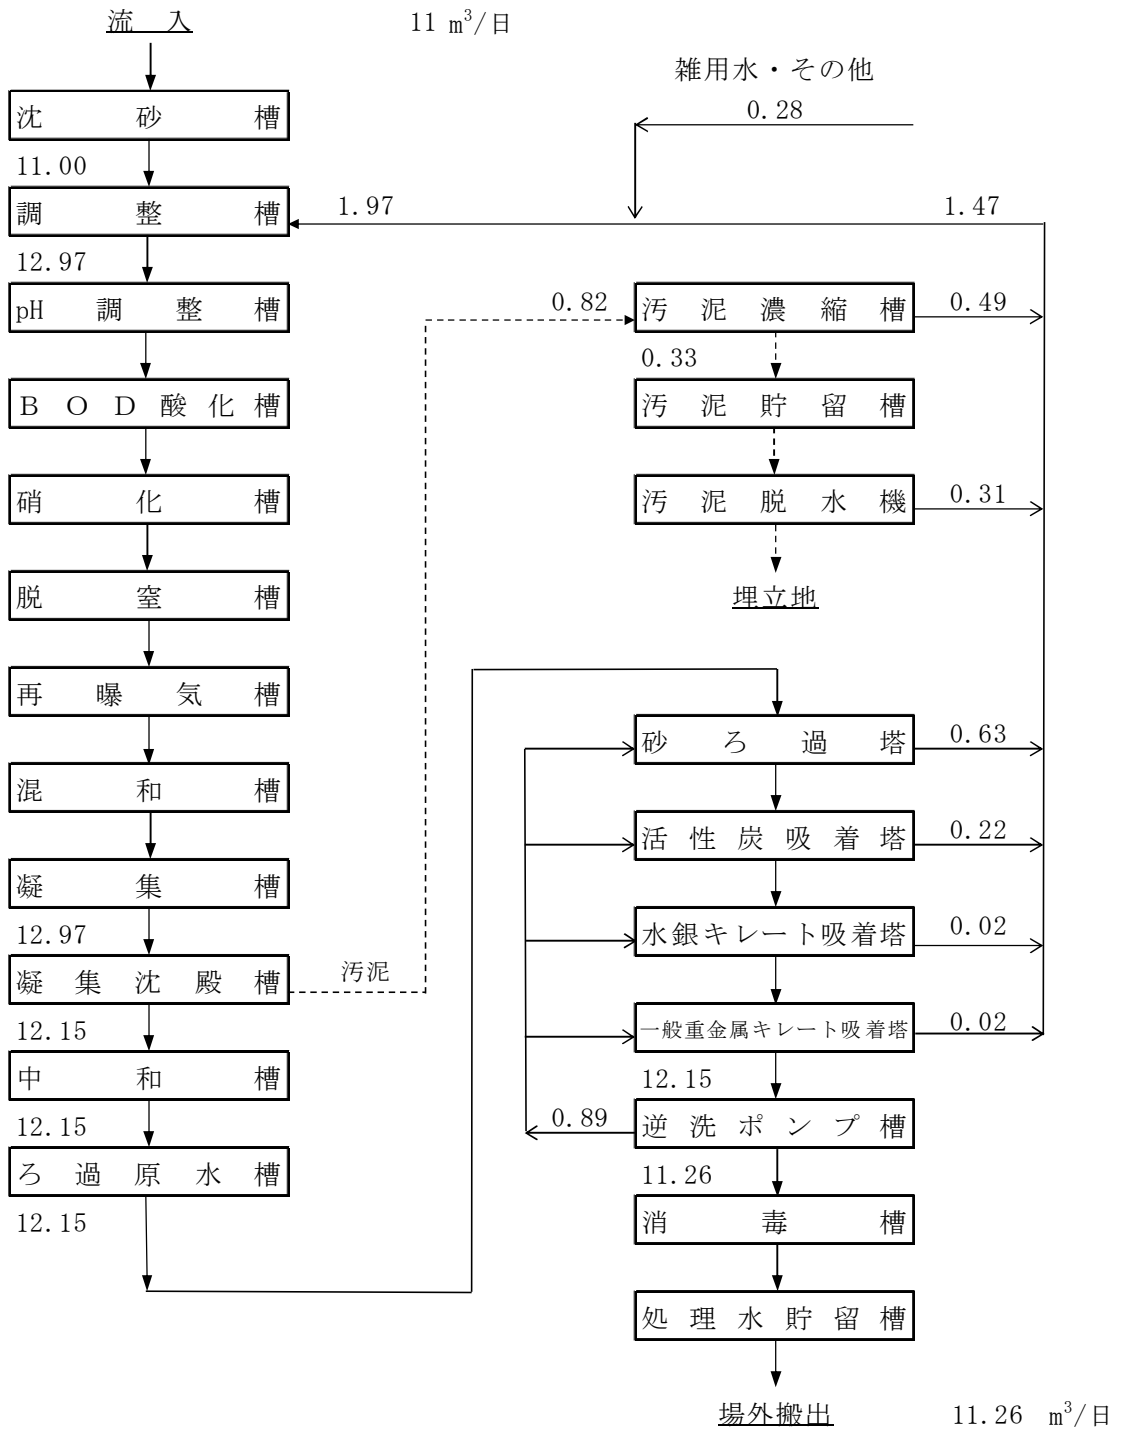 流 入
11 m³/日
沈砂槽
11.00
調整槽
12.97
pH調整槽
ＢＯＤ酸化槽
硝化槽
脱窒槽
再曝気槽
混和槽
凝集槽
12.97
凝集沈殿槽
汚泥
12.15
中和槽
12.15
ろ過原水槽
12.15
雑用水・その他
0.28
1.97
1.47
0.82
汚泥濃縮槽
0.49
0.33
汚泥貯留槽
汚泥脱水機
0.31
埋立地
砂ろ過塔
0.63
活性炭吸着塔
0.22
水銀キレート吸着塔
0.02
一般重金属キレート吸着塔
0.02
12.15
0.89
逆洗ポンプ槽
11.26
消毒槽
処理水貯留槽
場外搬出
11.26 m³/日